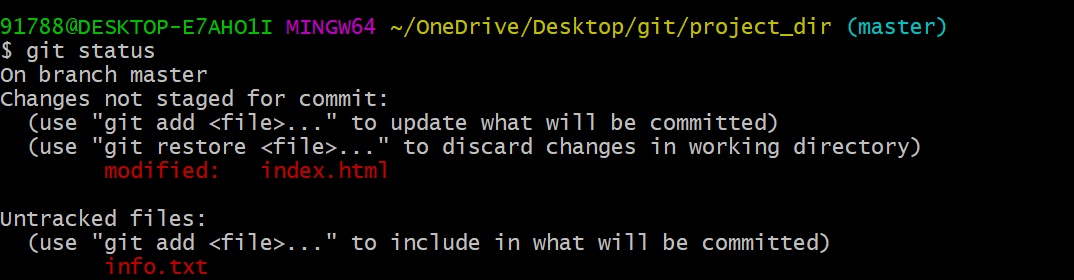 91788@DESKTOP-E7AHO1I MINGW64 ~/OneDrive/Desktop/git/project_dir (master)
$ git status
On branch master
Changes not staged for commit:
  (use "git add <file>..." to update what will be committed)
  (use "git restore <file>..." to discard changes in working directory)
        modified:   index.html

Untracked files:
  (use "git add <file>..." to include in what will be committed)
        info.txt